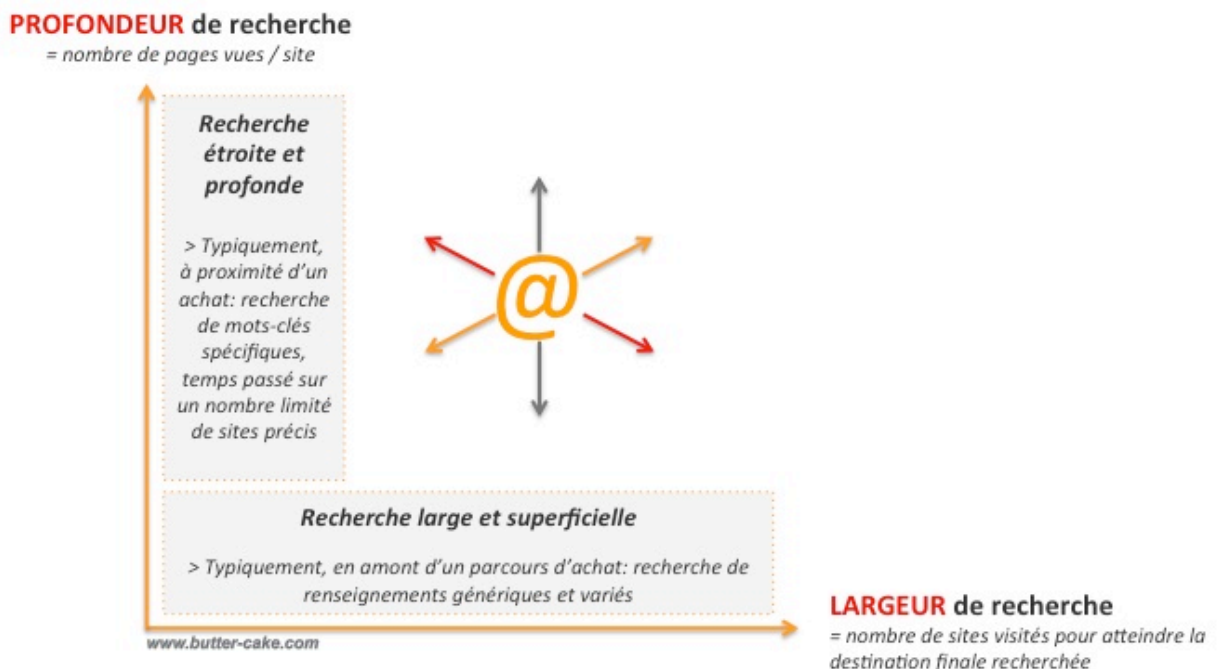 PROFONDEUR de recherche
= nombre de pages vues / site
Recherche
étroite et
profonde
> Typiquement,
à proximité d'un
achat: recherche
de mots-clés
spécifiques,
temps passé sur
un nombre limité
de sites précis
@
Recherche large et superficielle
> Typiquement, en amont d'un parcours d'achat: recherche de
renseignements génériques et variés
LARGEUR de recherche
= nombre de sites visités pour atteindre la
destination finale recherchée
www.butter-cake.com